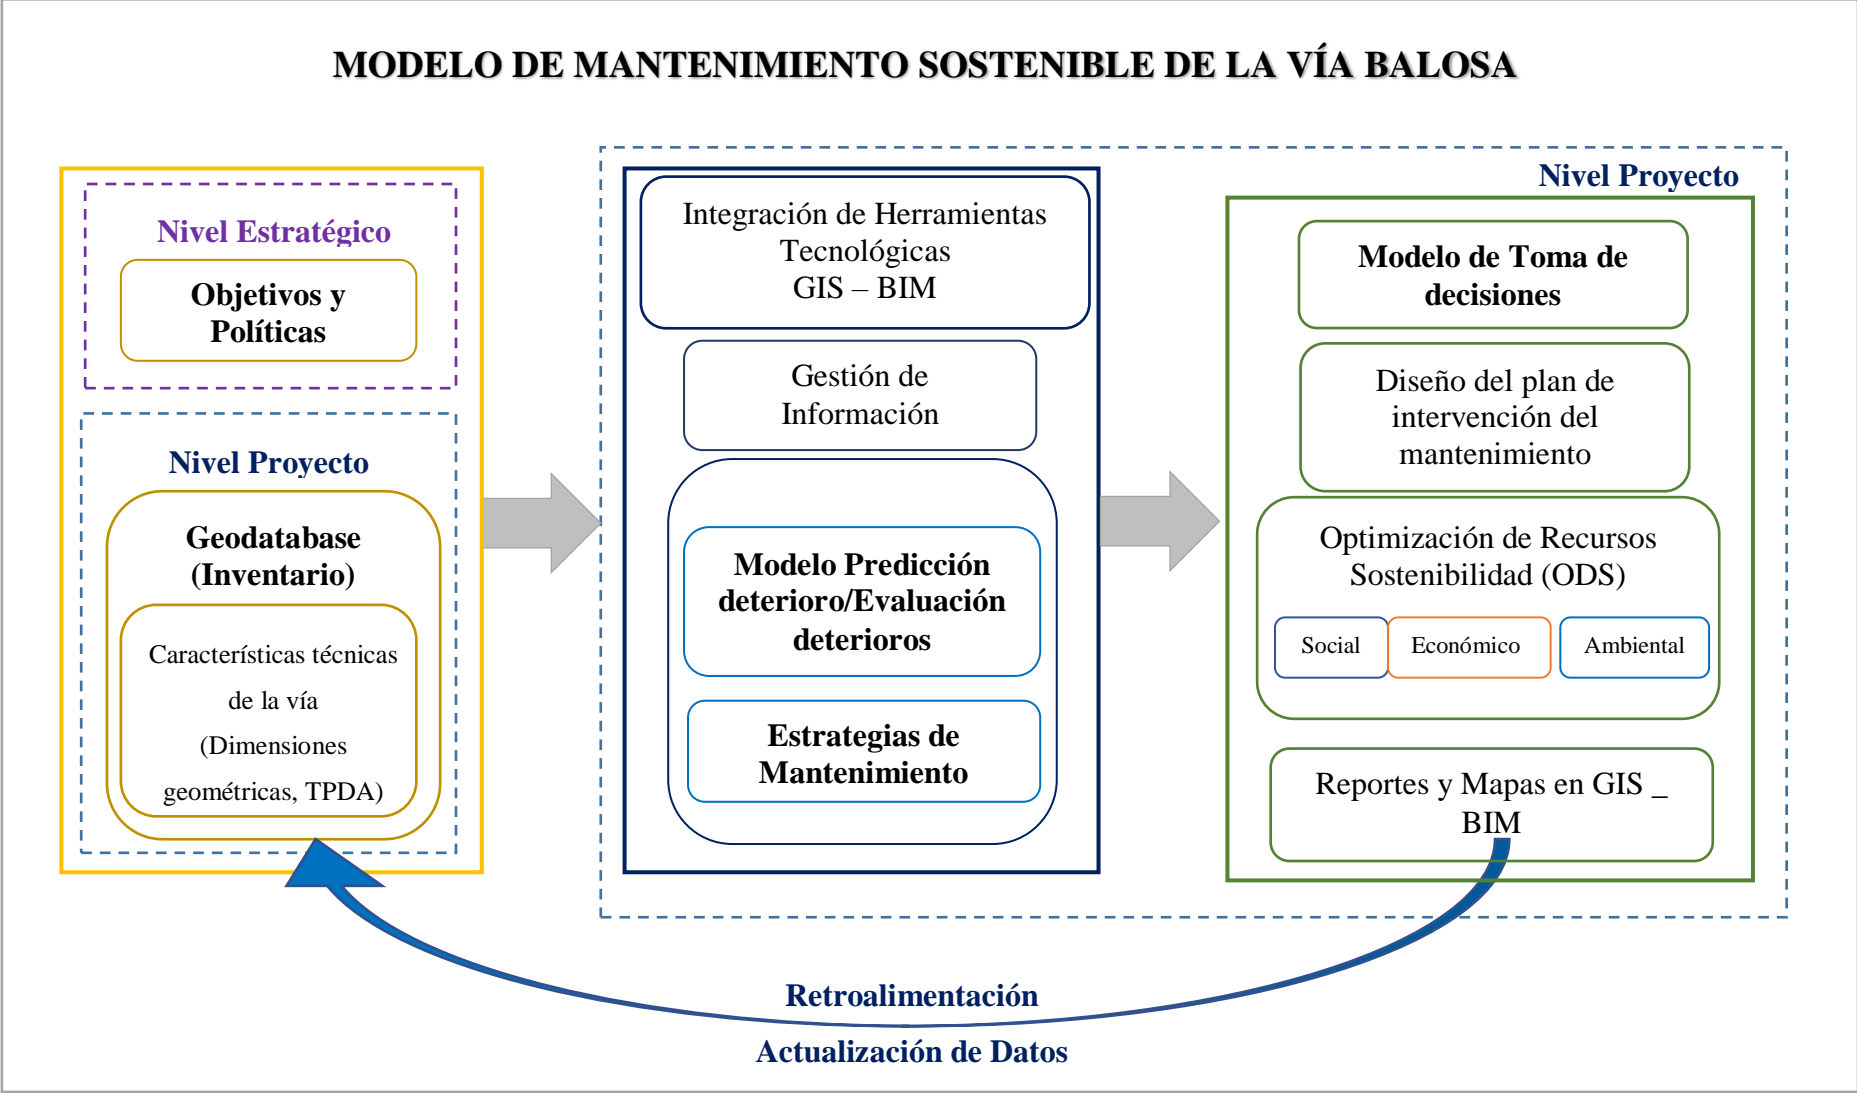 MODELO DE MANTENIMIENTO SOSTENIBLE DE LA VÍA BALOSA
Nivel Estratégico
Objetivos y
Políticas
Nivel Proyecto
Geodatabase
(Inventario)
Características técnicas
de la vía
(Dimensiones
geométricas, TPDA)
Integración de Herramientas
Tecnológicas
GIS – BIM
Gestión de
Información
Modelo Predicción
deterioro/Evaluación
deterioros
Estrategias de
Mantenimiento
Nivel Proyecto
Modelo de Toma de
decisiones
Diseño del plan de
intervención del
mantenimiento
Optimización de Recursos
Sostenibilidad (ODS)
Social
Económico
Ambiental
Reportes y Mapas en GIS _
BIM
Retroalimentación
Actualización de Datos